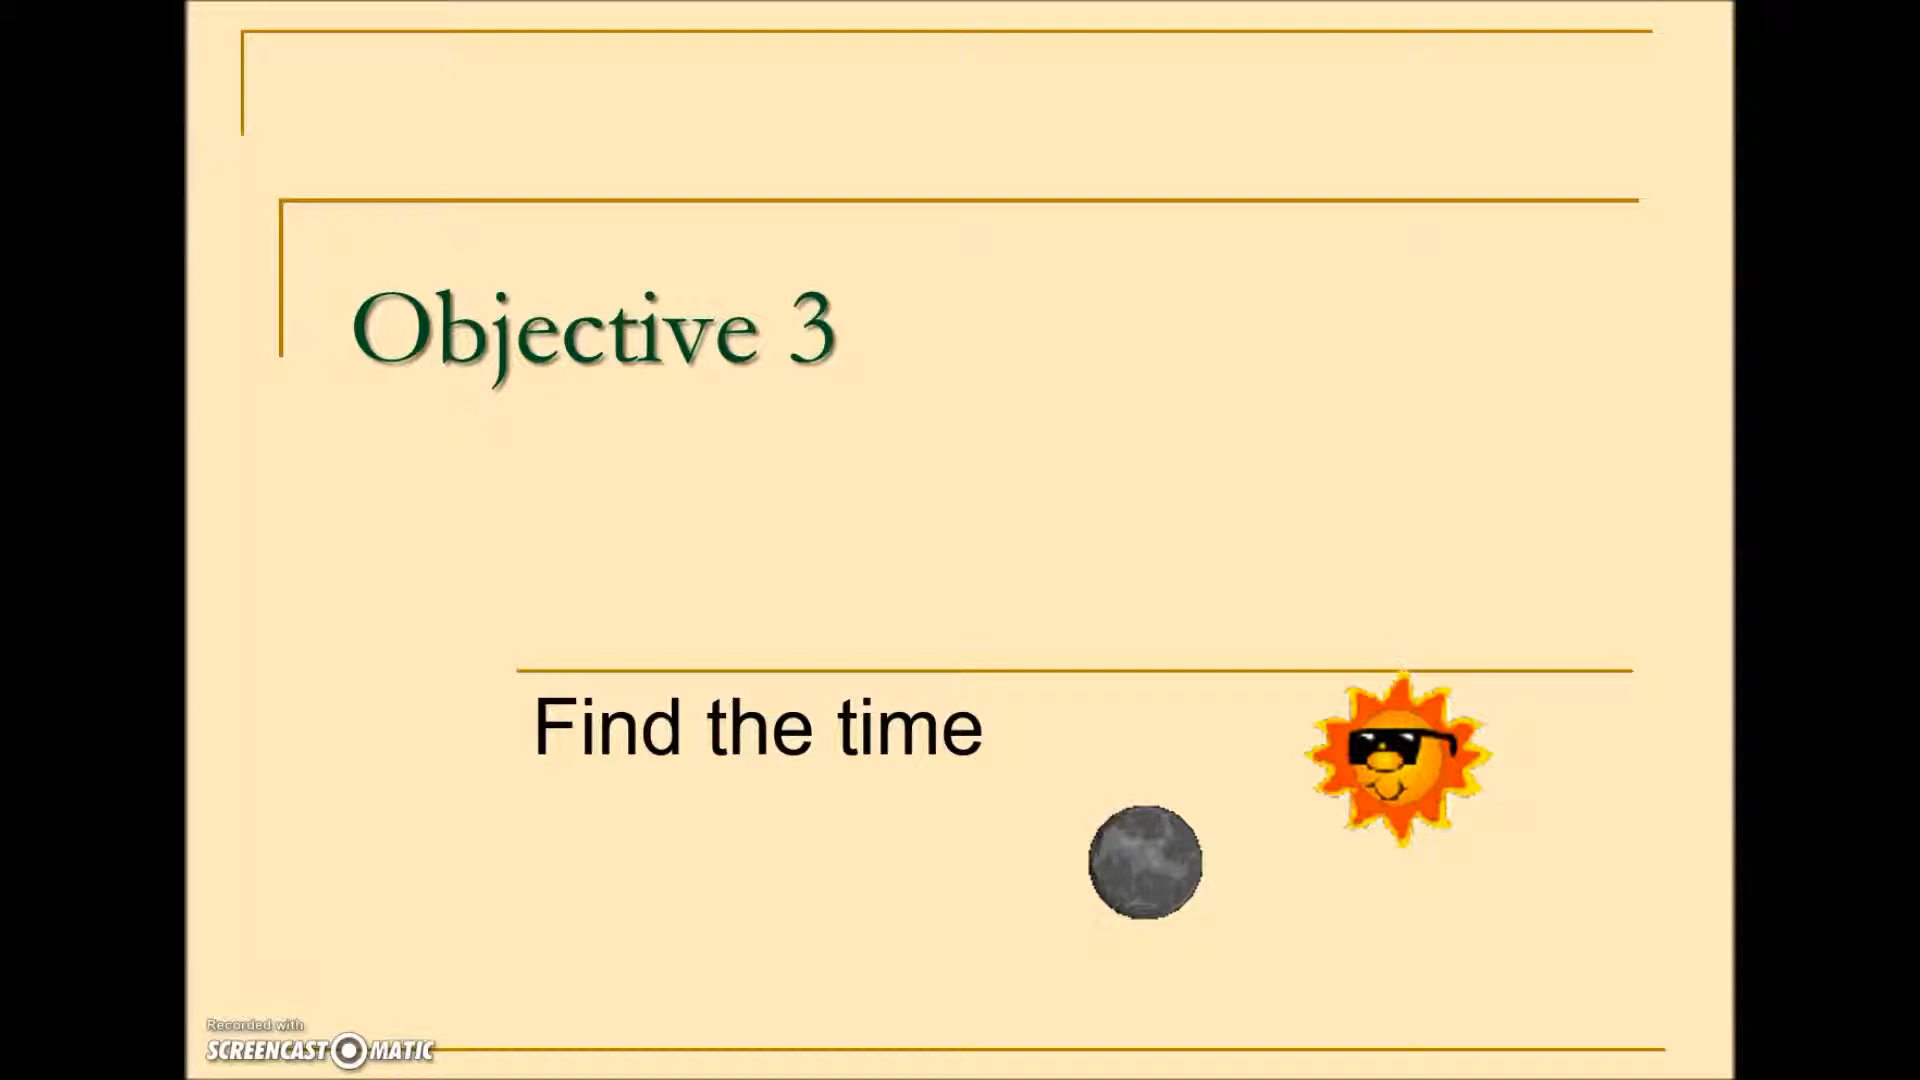 Objective 3
Find the time
Recorded with
SCREENCAST MATIC